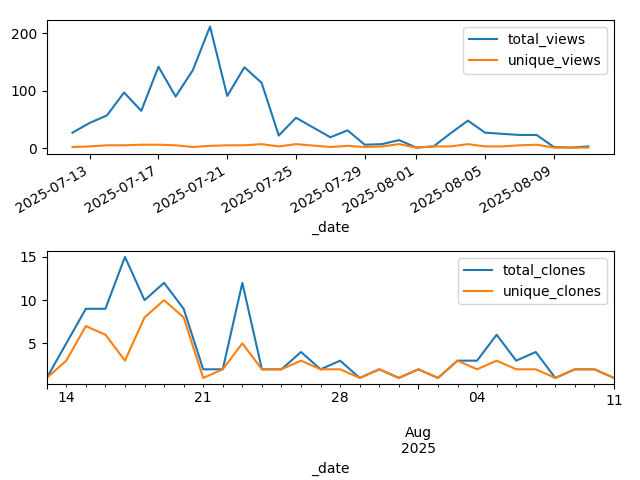 200
100
0
total_views
unique_views
2025-07-13
2025-07-17
2025-07-21
2025-07-25
2025-07-29
2025-08-01
2025-08-05
2025-08-09
_date
15
10
5
total_clones
unique_clones
14
21
28
Aug
2025
04
11
_date